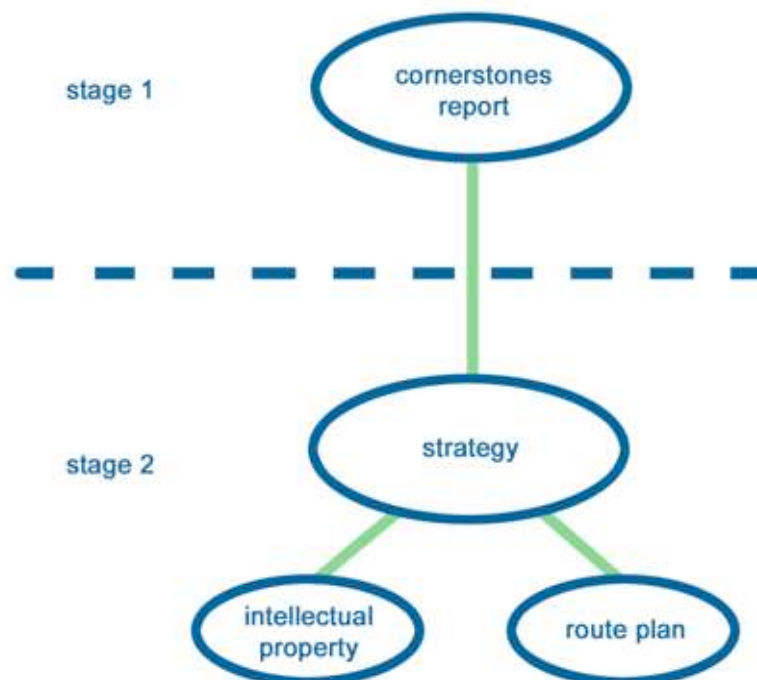 stage 1
cornerstones
report
strategy
stage 2
intellectual
property
route plan